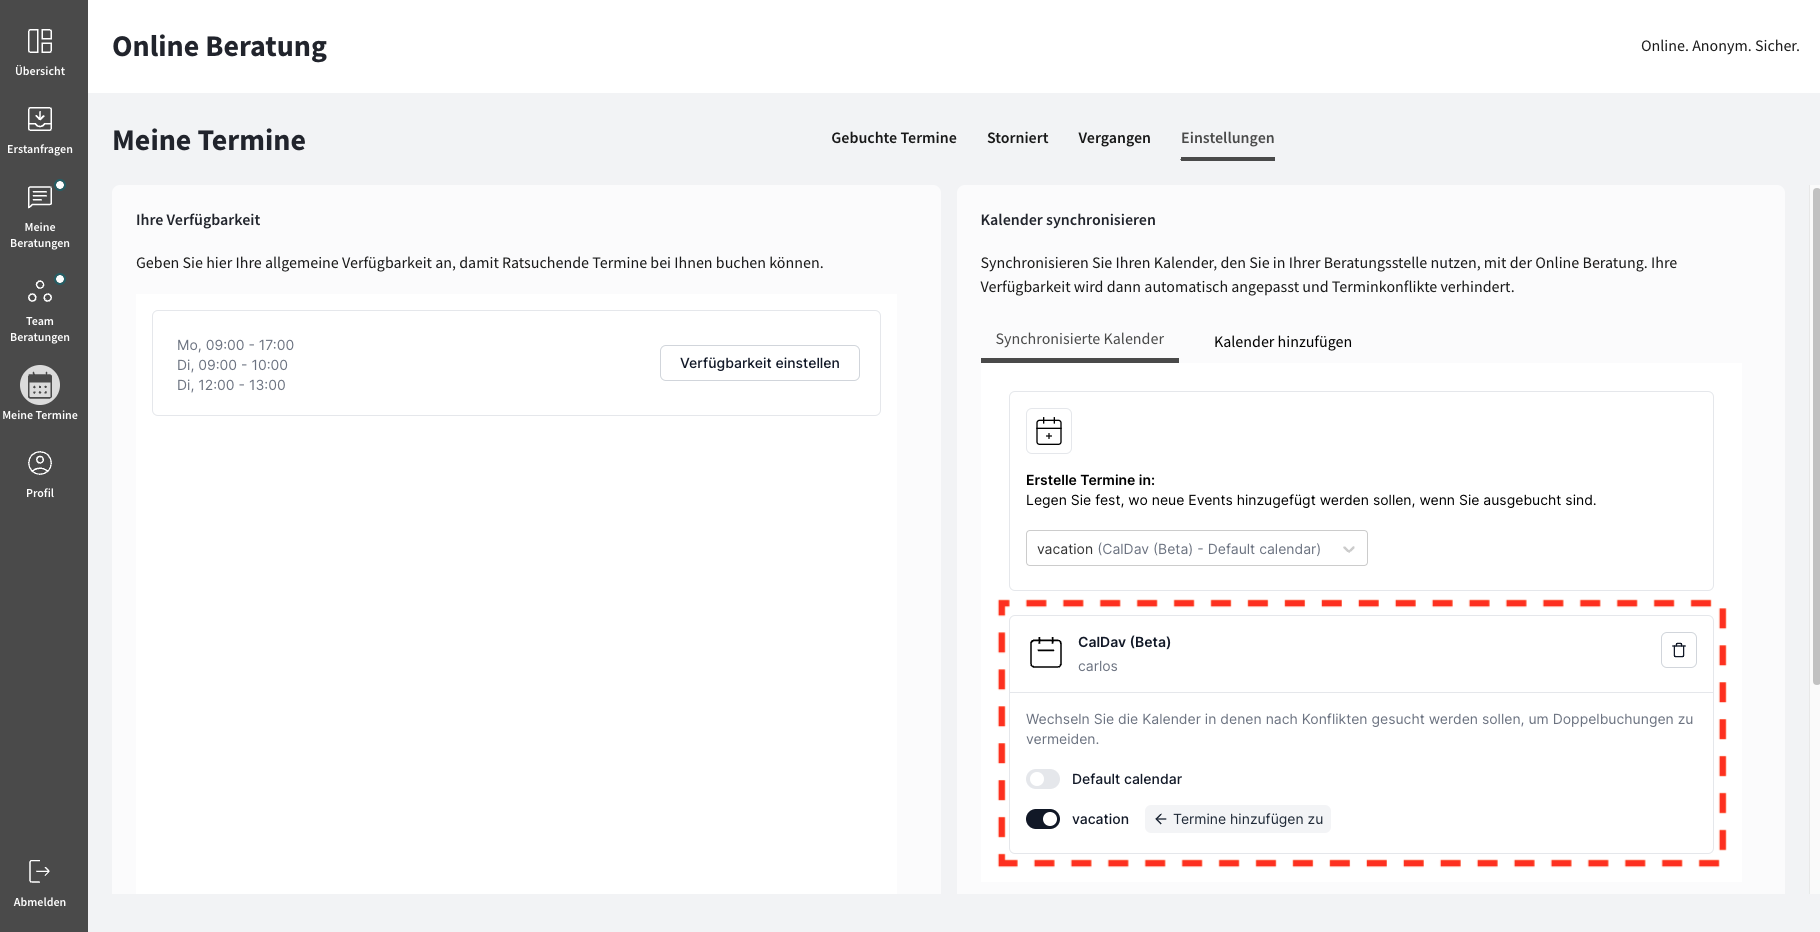 Übersicht
Erstanfragen
Meine
Beratungen
Team
Beratungen
Meine Termine
Profil
Abmelden
Online Beratung
Online. Anonym. Sicher.
Meine Termine
Gebuchte Termine
Storniert
Vergangen
Einstellungen
Ihre Verfügbarkeit
Geben Sie hier Ihre allgemeine Verfügbarkeit an, damit Ratsuchende Termine bei Ihnen buchen können.
Mo, 09:00 - 17:00
Di, 09:00 - 10:00
Di, 12:00 - 13:00
Verfügbarkeit einstellen
Kalender synchronisieren
Synchronisieren Sie Ihren Kalender, den Sie in Ihrer Beratungsstelle nutzen, mit der Online Beratung. Ihre
Verfügbarkeit wird dann automatisch angepasst und Terminkonflikte verhindert.
Synchronisierte Kalender
Kalender hinzufügen
Erstelle Termine in:
Legen Sie fest, wo neue Events hinzugefügt werden sollen, wenn Sie ausgebucht sind.
vacation (CalDav (Beta) - Default calendar)
CalDav (Beta)
carlos
Wechseln Sie die Kalender in denen nach Konflikten gesucht werden sollen, um Doppelbuchungen zu
vermeiden.
Default calendar
vacation
← Termine hinzufügen zu